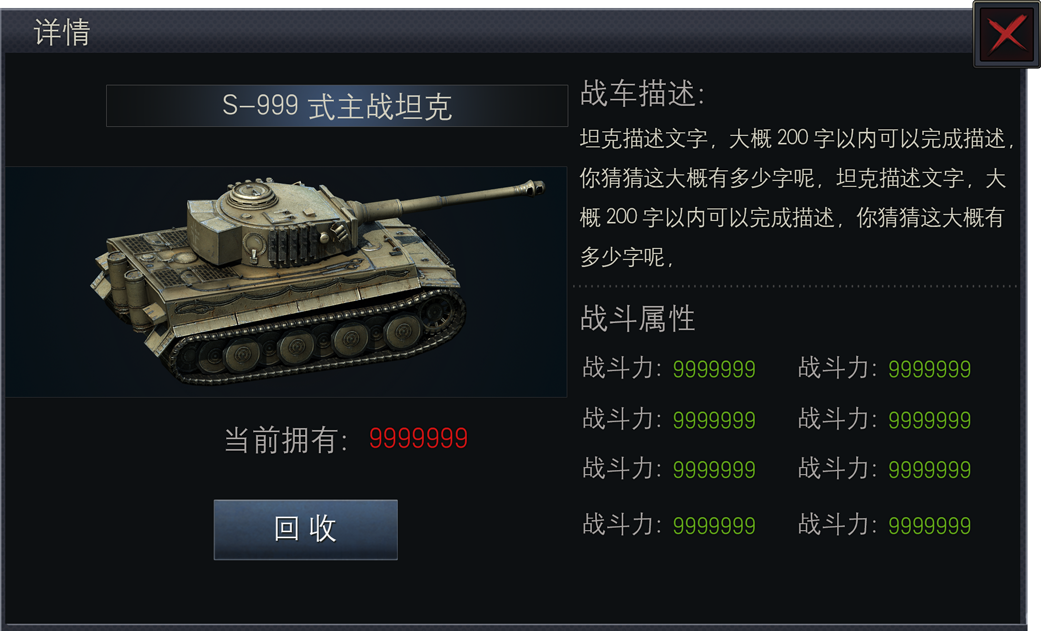 详情
S-999 式主战坦克
战车描述:
坦克描述文字，大概 200 字以内可以完成描述，
你猜猜这大概有多少字呢，坦克描述文字，大
概 200 字以内可以完成描述，你猜猜这大概有
多少字呢，
战斗属性
战斗力: 9999999 战斗力: 9999999
战斗力: 9999999 战斗力: 9999999
战斗力: 9999999 战斗力: 9999999
战斗力: 9999999 战斗力: 9999999
当前拥有: 9999999
回 收